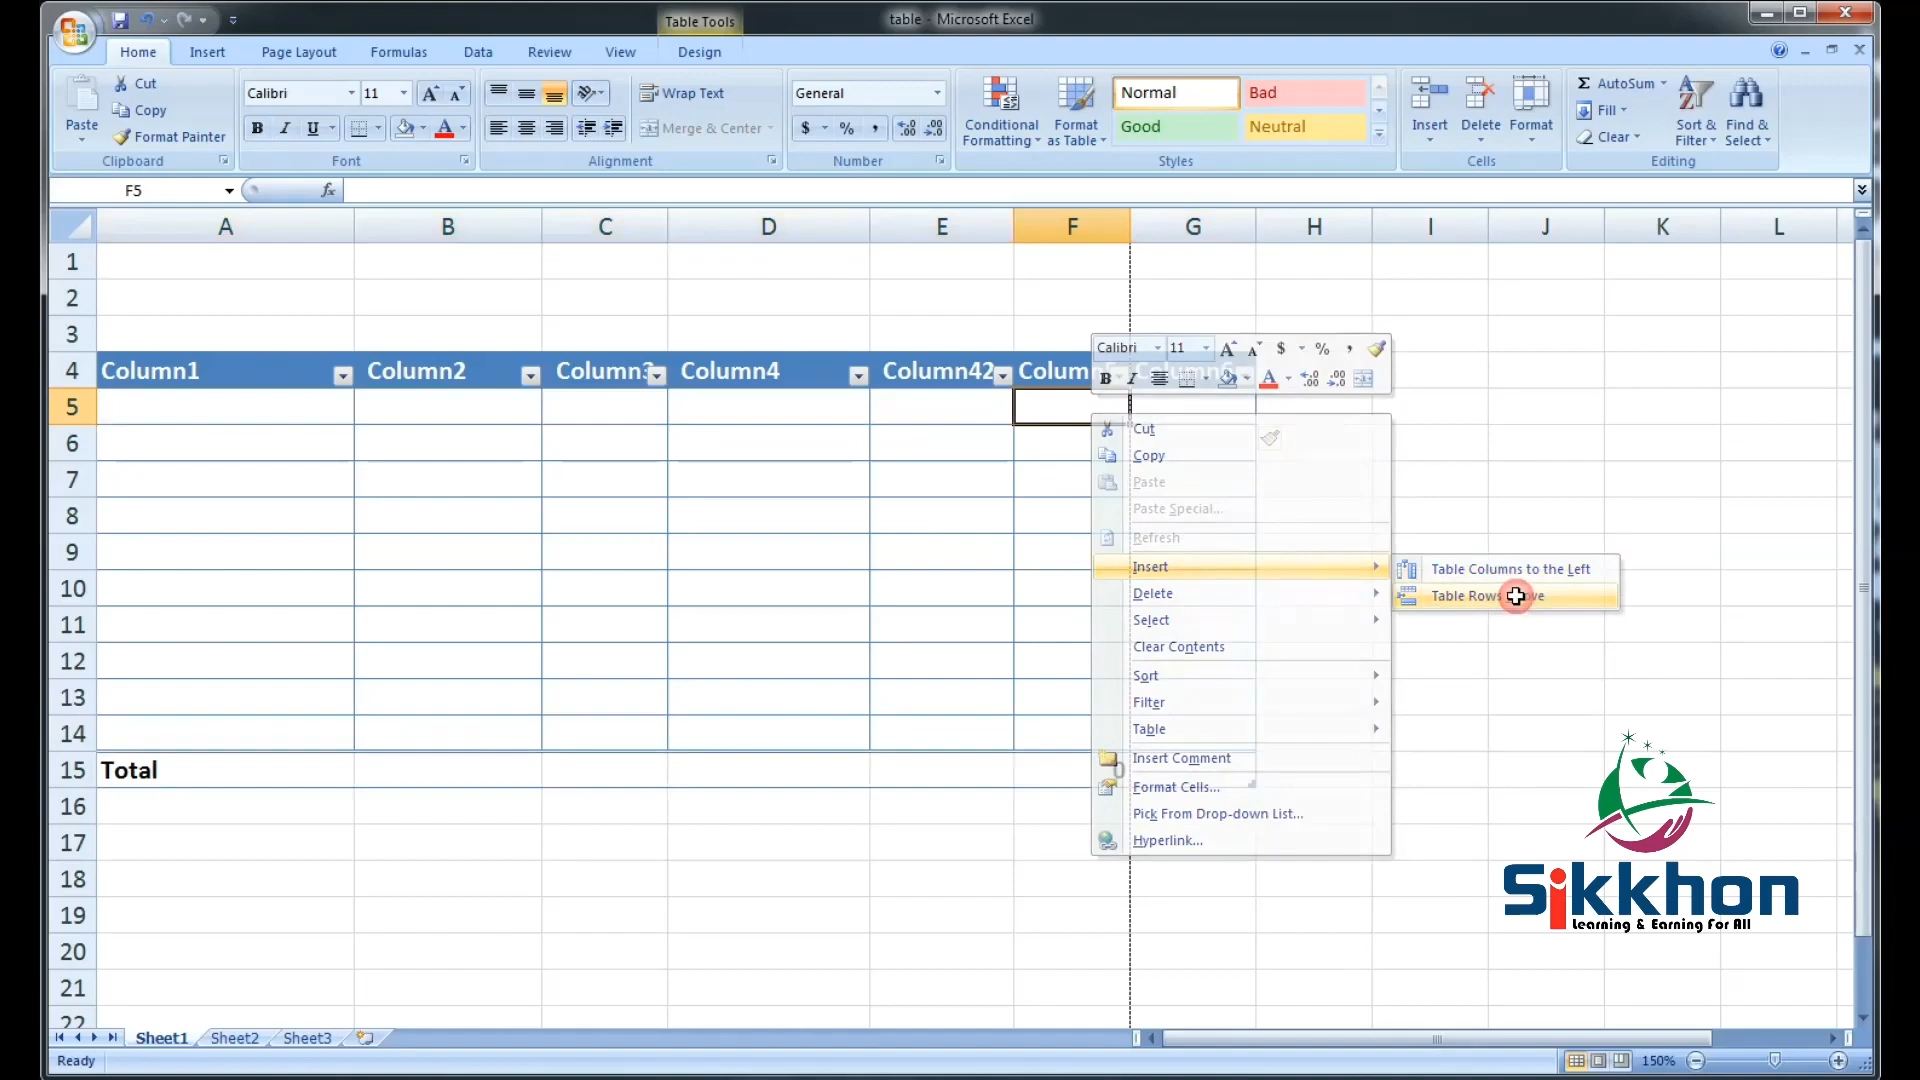 Table Tools
table - Microsoft Excel
Home Insert Page Layout Formulas Data Review View Design
Paste
Cut
Copy
Format Painter
Clipboard
Calibri 11
B I U
Font
Wrap Text
Merge & Center
Alignment
General
$ % ,
Number
Conditional Formatting
Format as Table
Normal Bad
Good Neutral
Styles
Insert Delete Format
Cells
Σ AutoSum
Fill
Clear
Sort & Filter
Find & Select
Editing
F5 fx
A B C D E F G H I J K L
1
2
3
4 Column1 Column2 Column3 Column4 Column42
5
6
7
8
9
10
11
12
13
14
15 Total
16
17
18
19
20
21
22
Calibri 11 A A $ % ,
B I A
Cut
Copy
Paste
Paste Special...
Refresh
Insert
Delete
Select
Clear Contents
Sort
Filter
Table
Insert Comment
Format Cells...
Pick From Drop-down List...
Hyperlink...
Table Columns to the Left
Table Rows
Sikkhon
Learning & Earning For All
Sheet1 Sheet2 Sheet3
Ready
150%